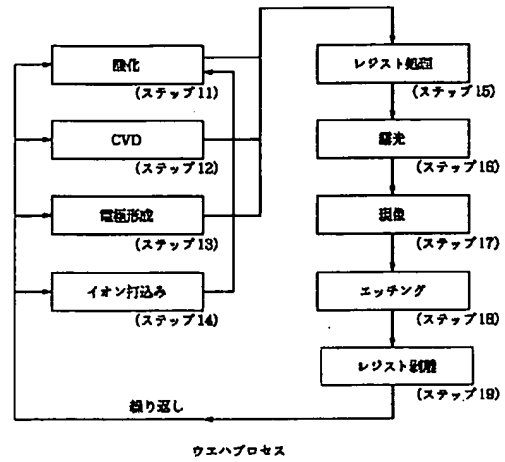 酸化
(ステップ11)
CVD
(ステップ12)
電極形成
(ステップ13)
イオン打込み
(ステップ14)
レジスト処理
(ステップ15)
露光
(ステップ16)
現像
(ステップ17)
エッチング
(ステップ18)
レジスト剥離
(ステップ19)
繰り返し
ウエハプロセス